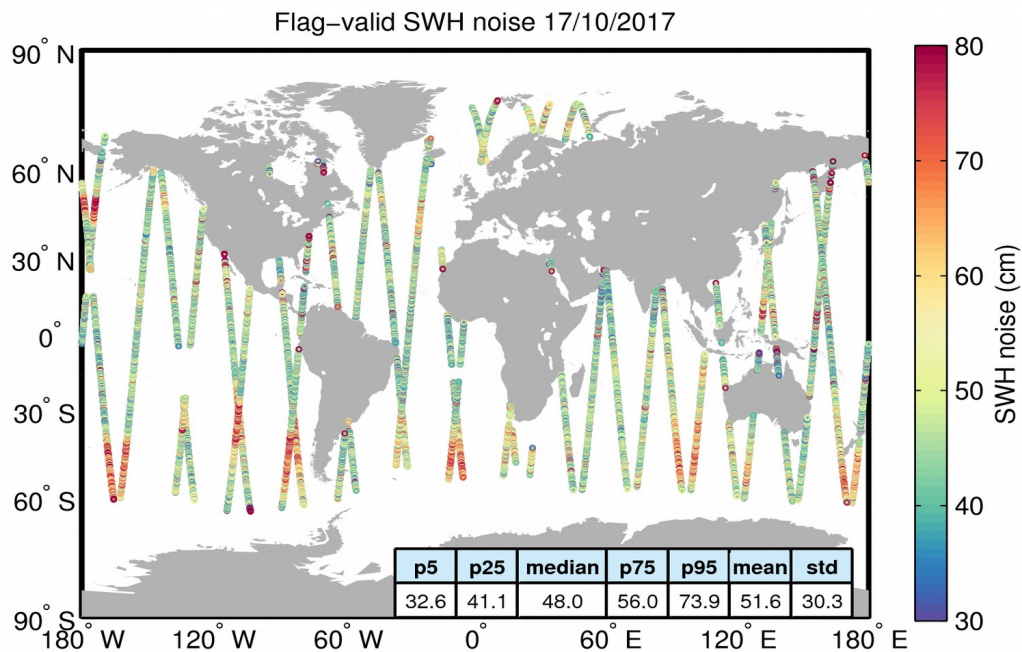 Flag–valid SWH noise 17/10/2017
90° N
60° N
30° N
0°
30° S
60° S
90° S
180° W
120° W
60° W
0°
60° E
120° E
180° E
p5 p25 median p75 p95 mean std
32.6 41.1 48.0 56.0 73.9 51.6 30.3
80
70
60
50
40
30
SWH noise (cm)